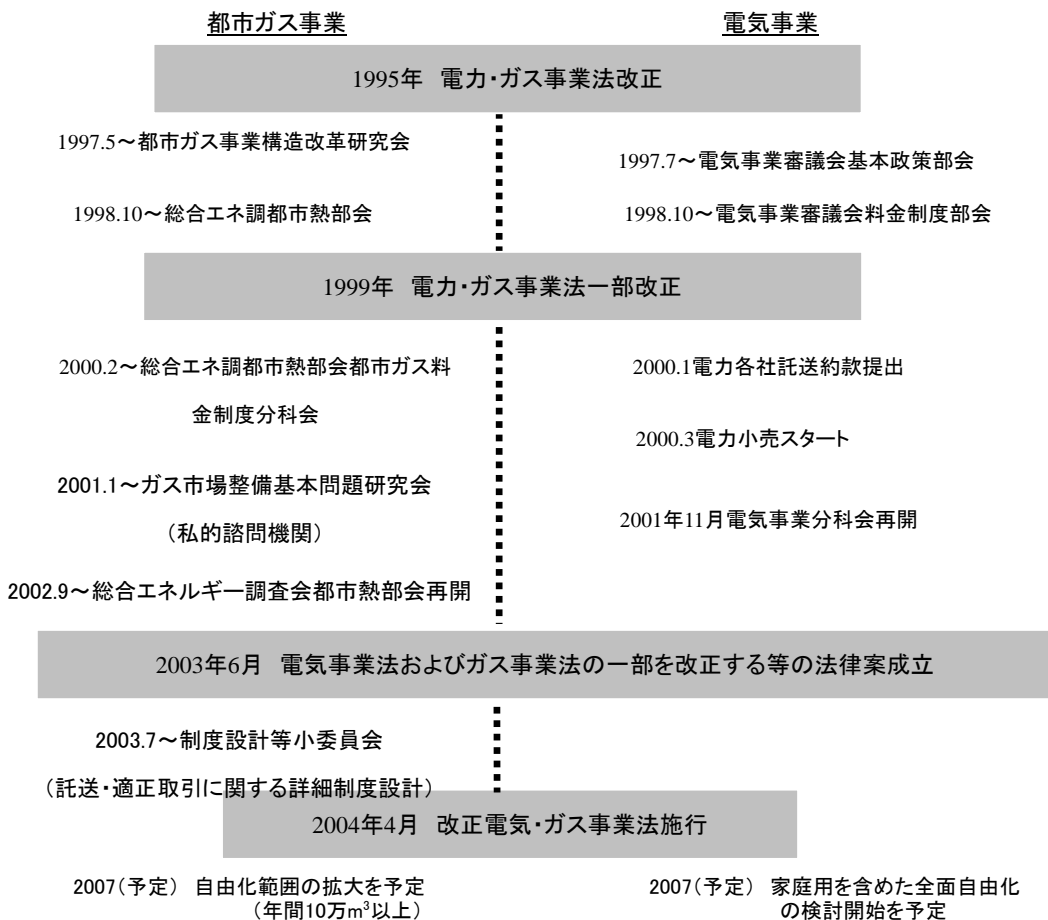 都市ガス事業
電気事業
1995年 電力・ガス事業法改正
1997.5～都市ガス事業構造改革研究会
1997.7～電気事業審議会基本政策部会
1998.10～総合エネ調都市熱部会
1998.10～電気事業審議会料金制度部会
1999年 電力・ガス事業法一部改正
2000.2～総合エネ調都市熱部会都市ガス料
金制度分科会
2000.1電力各社託送約款提出
2000.3電力小売スタート
2001.1～ガス市場整備基本問題研究会
（私的諮問機関）
2001年11月電気事業分科会再開
2002.9～総合エネルギー調査会都市熱部会再開
2003年6月 電気事業法およびガス事業法の一部を改正する等の法律案成立
2003.7～制度設計等小委員会
（託送・適正取引に関する詳細制度設計）
2004年4月 改正電気・ガス事業法施行
2007（予定） 自由化範囲の拡大を予定
（年間10万m³以上）
2007（予定） 家庭用を含めた全面自由化
の検討開始を予定